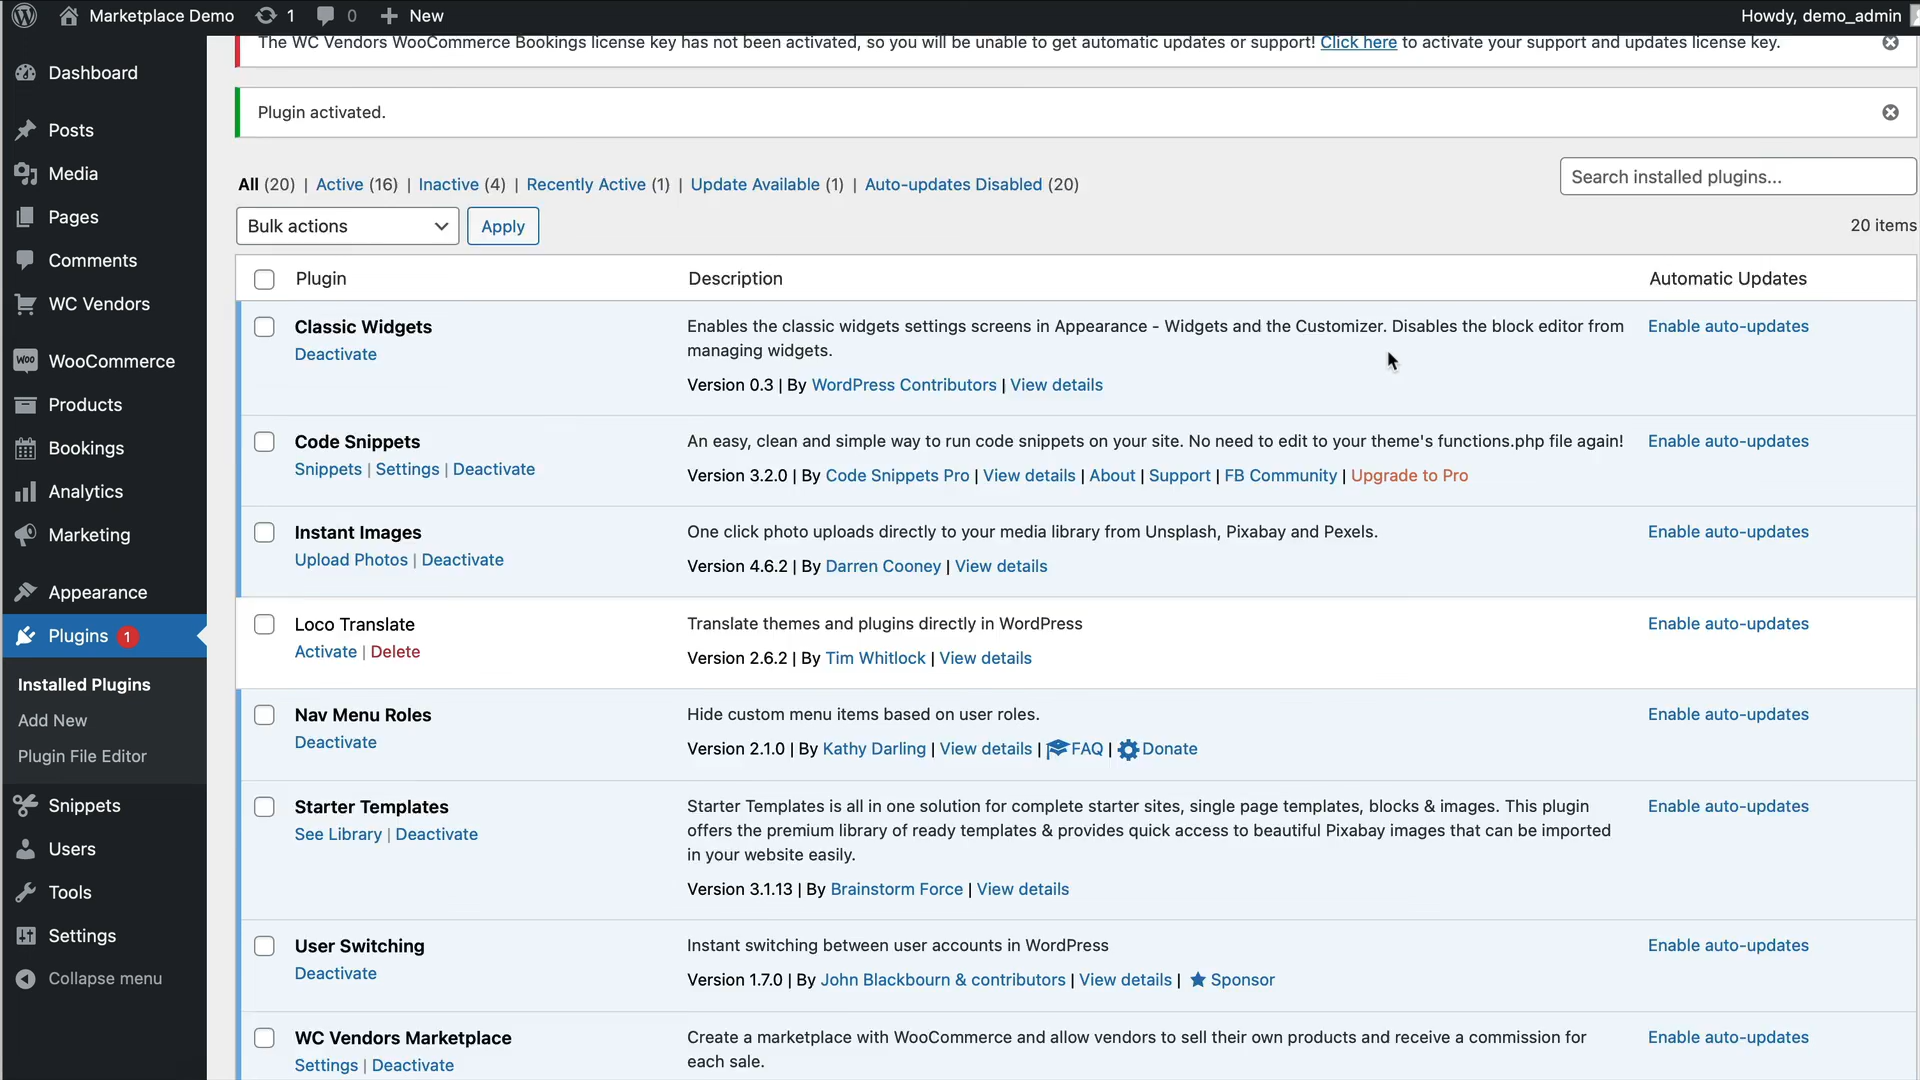 Marketplace Demo 1 0 New Howdy, demo_admin
The WC Vendors WooCommerce Bookings license key has not been activated, so you will be unable to get automatic updates or support! Click here to activate your support and updates license key.
Plugin activated.
Dashboard
Posts
Media
Pages
Comments
WC Vendors
WooCommerce
Products
Bookings
Analytics
Marketing
Appearance
Plugins 1
Installed Plugins
Add New
Plugin File Editor
Snippets
Users
Tools
Settings
Collapse menu
All (20) | Active (16) | Inactive (4) | Recently Active (1) | Update Available (1) | Auto-updates Disabled (20)
Search installed plugins...
Bulk actions Apply
20 items
Plugin Description Automatic Updates
Classic Widgets
Deactivate
Enables the classic widgets settings screens in Appearance - Widgets and the Customizer. Disables the block editor from
managing widgets.
Version 0.3 | By WordPress Contributors | View details
Enable auto-updates
Code Snippets
Snippets | Settings | Deactivate
An easy, clean and simple way to run code snippets on your site. No need to edit to your theme's functions.php file again!
Version 3.2.0 | By Code Snippets Pro | View details | About | Support | FB Community | Upgrade to Pro
Enable auto-updates
Instant Images
Upload Photos | Deactivate
One click photo uploads directly to your media library from Unsplash, Pixabay and Pexels.
Version 4.6.2 | By Darren Cooney | View details
Enable auto-updates
Loco Translate
Activate | Delete
Translate themes and plugins directly in WordPress
Version 2.6.2 | By Tim Whitlock | View details
Enable auto-updates
Nav Menu Roles
Deactivate
Hide custom menu items based on user roles.
Version 2.1.0 | By Kathy Darling | View details | FAQ | Donate
Enable auto-updates
Starter Templates
See Library | Deactivate
Starter Templates is all in one solution for complete starter sites, single page templates, blocks & images. This plugin
offers the premium library of ready templates & provides quick access to beautiful Pixabay images that can be imported
in your website easily.
Version 3.1.13 | By Brainstorm Force | View details
Enable auto-updates
User Switching
Deactivate
Instant switching between user accounts in WordPress
Version 1.7.0 | By John Blackbourn & contributors | View details | Sponsor
Enable auto-updates
WC Vendors Marketplace
Settings | Deactivate
Create a marketplace with WooCommerce and allow vendors to sell their own products and receive a commission for
each sale.
Enable auto-updates